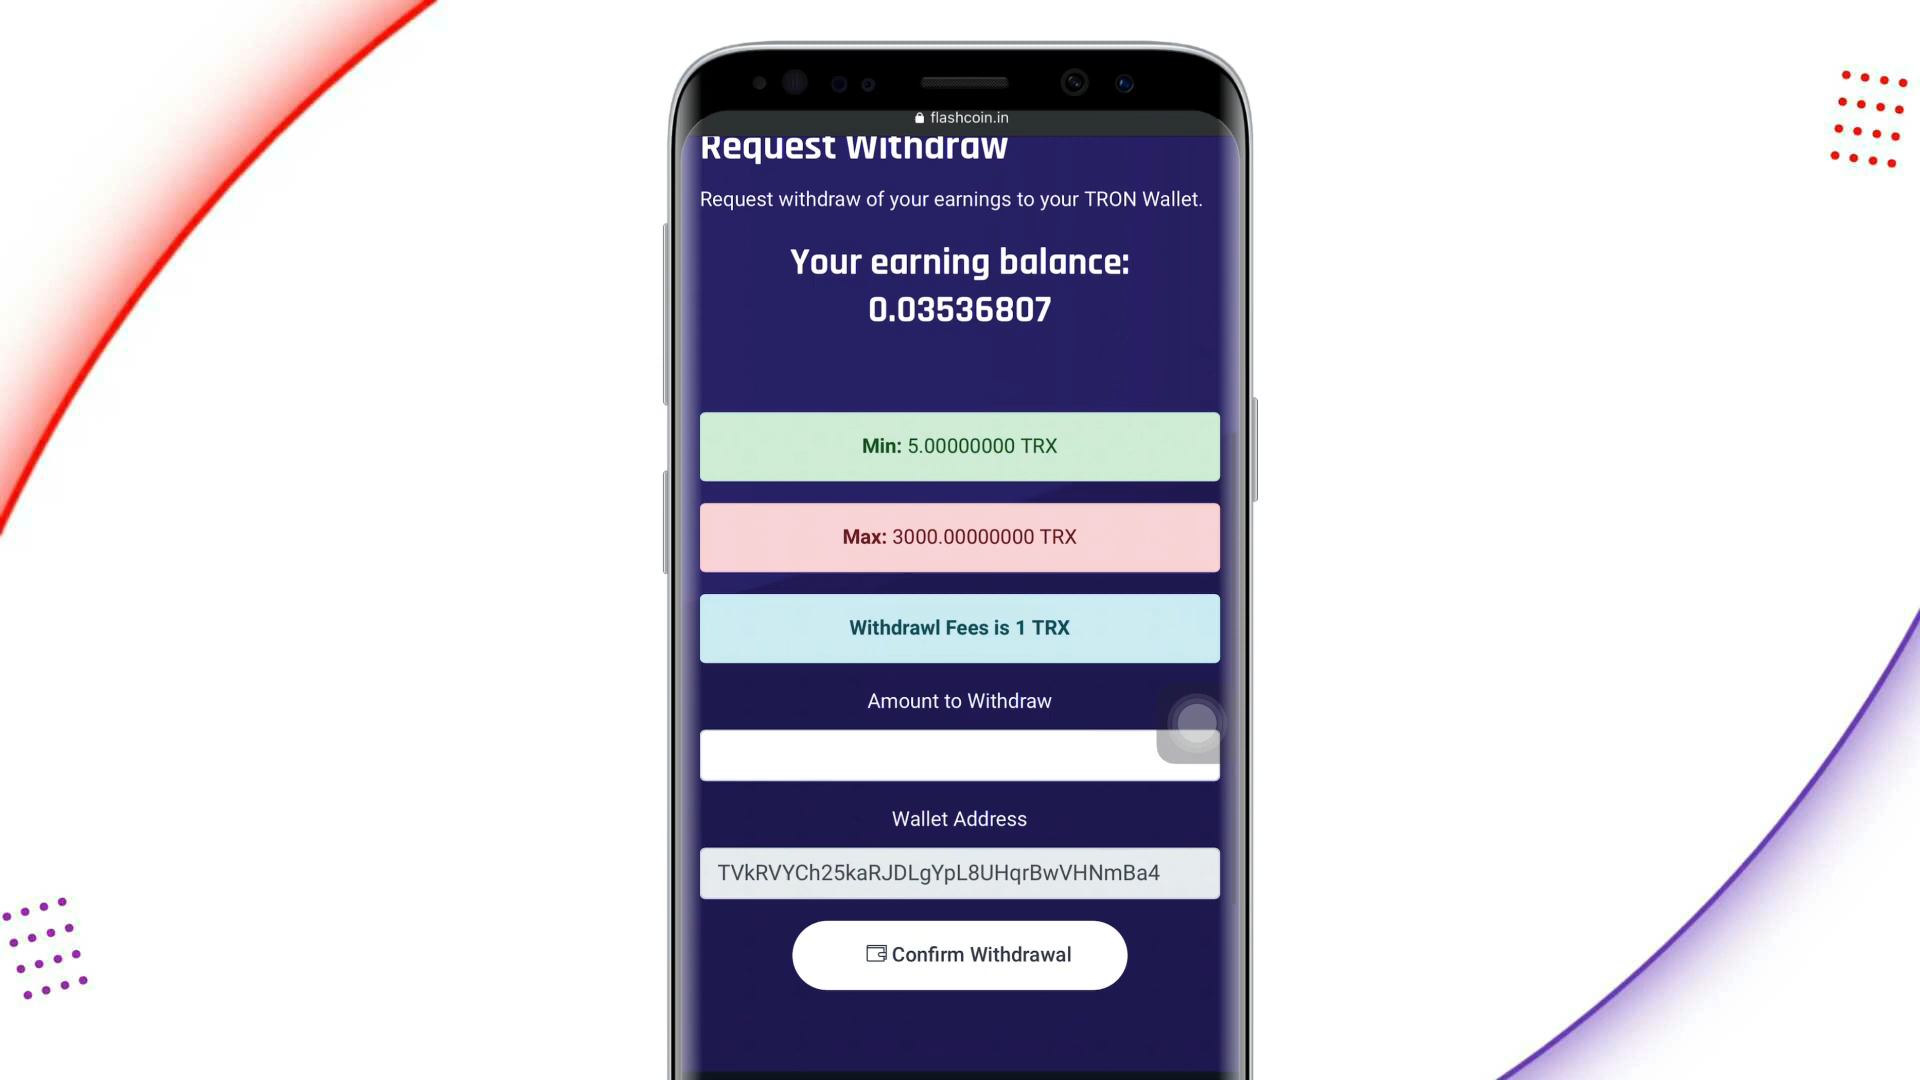 flashcoin.in
Request Withdraw
Request withdraw of your earnings to your TRON Wallet.
Your earning balance:
0.03536807
Min: 5.00000000 TRX
Max: 3000.00000000 TRX
Withdrawl Fees is 1 TRX
Amount to Withdraw
Wallet Address
TVkRVYCh25kaRJDLgYpL8UHqrBwVHNmBa4
Confirm Withdrawal